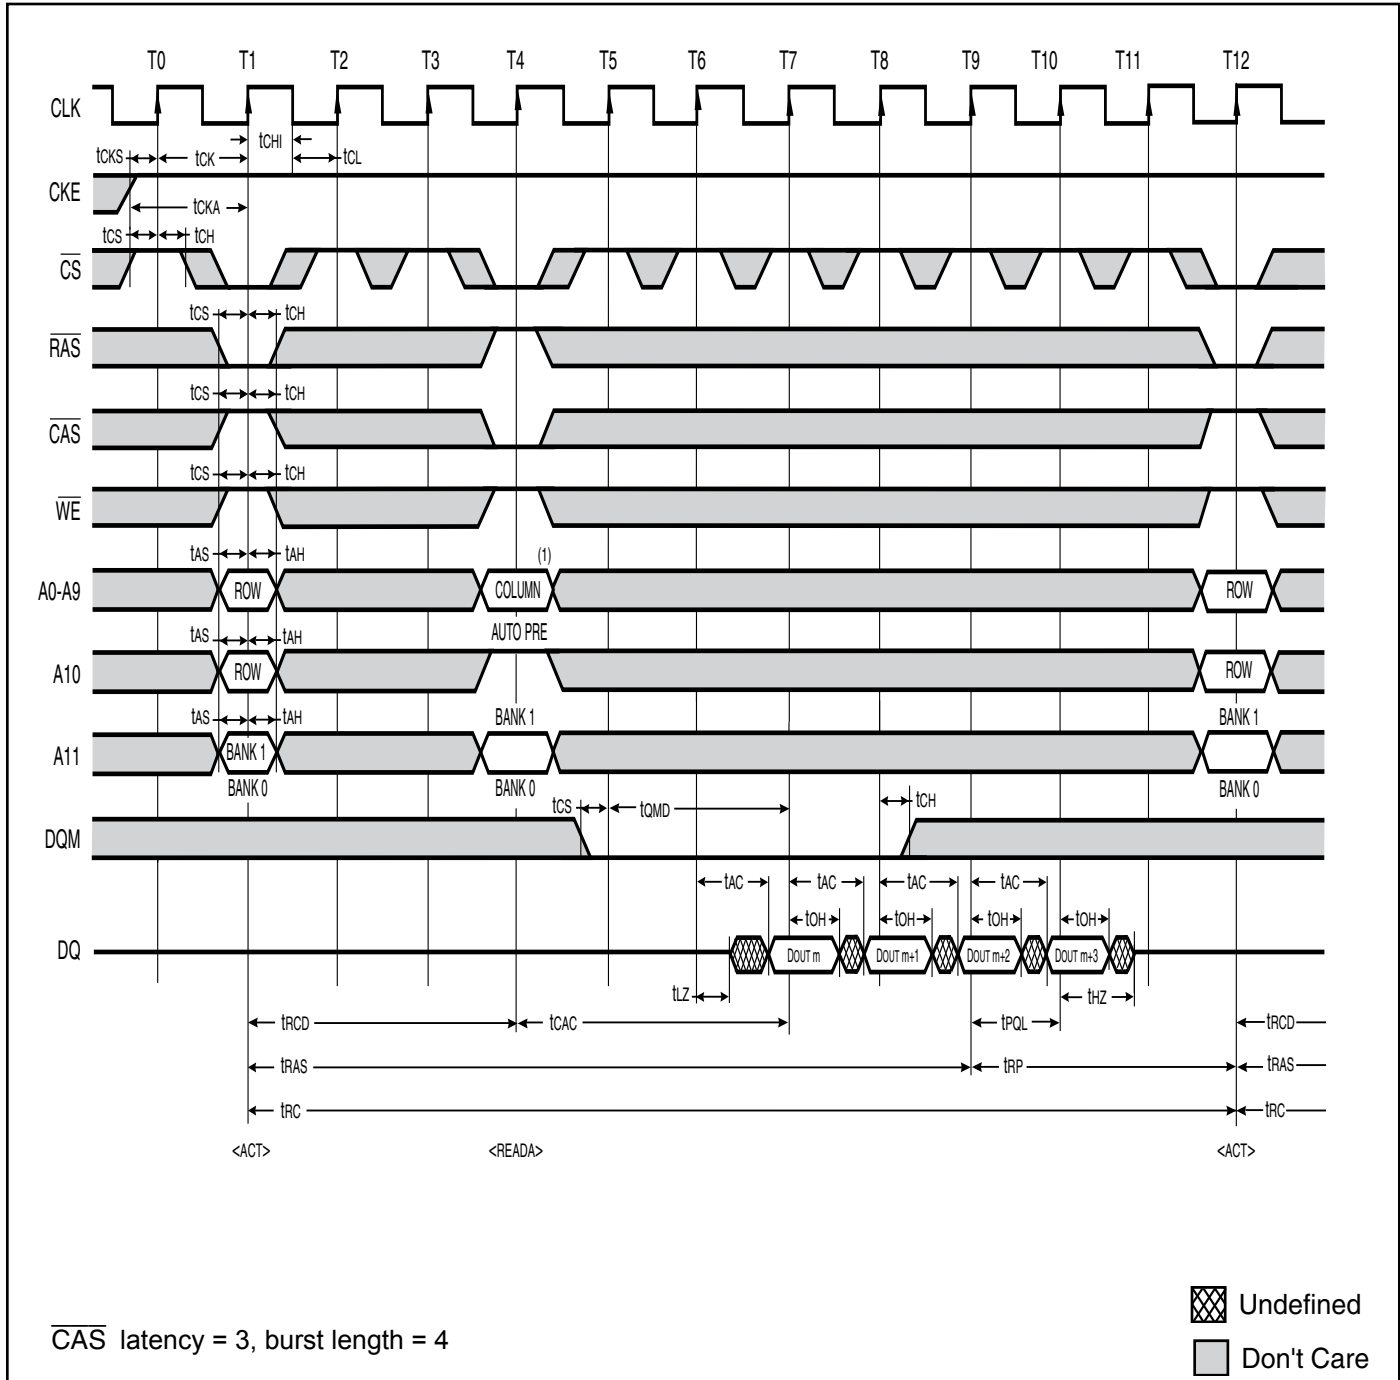 T0 T1 T2 T3 T4 T5 T6 T7 T8 T9 T10 T11 T12
CLK
tCHI
tCKS tCK tCL
CKE
tCKA
tCS tCH
CS
tCS tCH
RAS
tCS tCH
CAS
tCS tCH
WE
tAS tAH (1)
A0-A9 ROW COLUMN ROW
tAS tAH AUTO PRE
A10 ROW ROW
tAS tAH BANK 1 BANK 1
A11 BANK 1
BANK 0 BANK 0 BANK 0
tCS tQMD tCH
DQM
tAC tAC tAC tAC
tOH tOH tOH tOH
DQ DOUT m DOUT m+1 DOUT m+2 DOUT m+3
tLZ tHZ
tRCD tCAC tPQL tRCD
tRAS tRP tRAS
tRC tRC
<ACT> <READA> <ACT>
Undefined
CAS latency = 3, burst length = 4
Don't Care